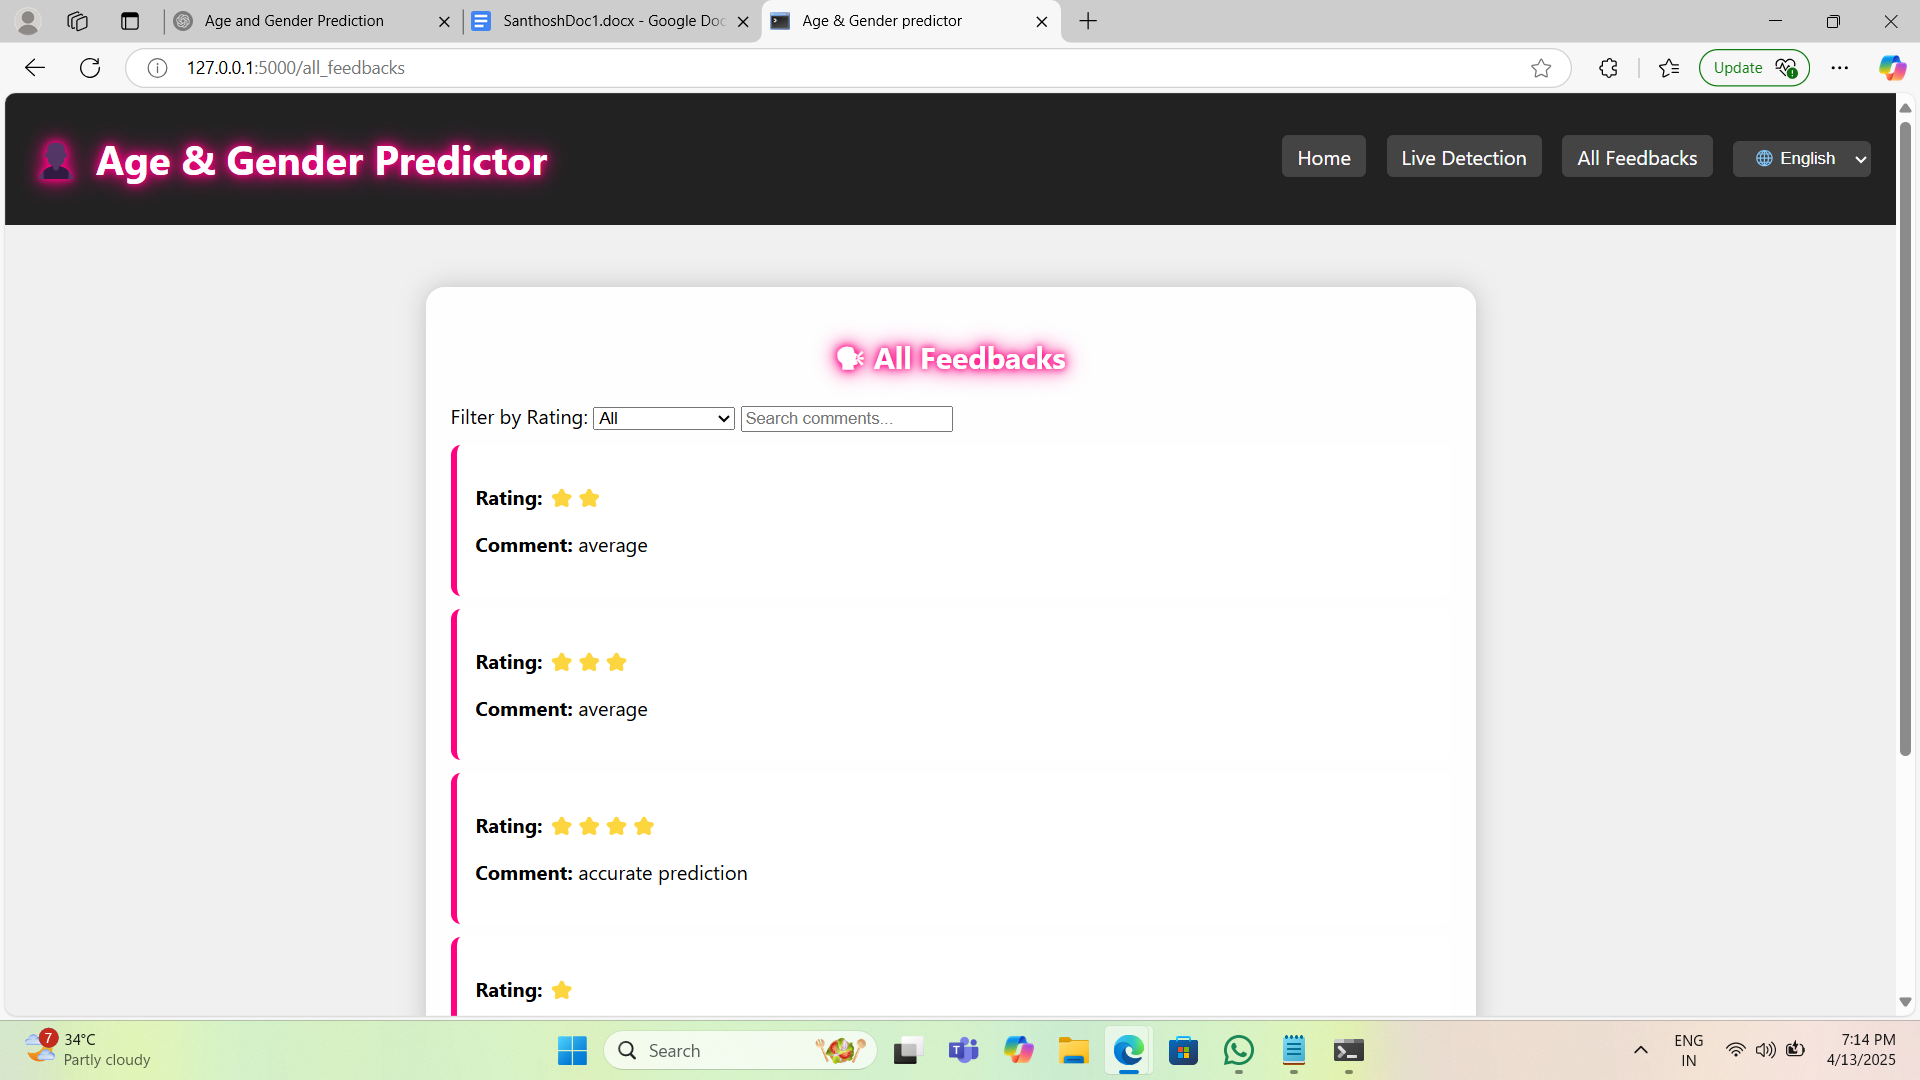 Age and Gender Prediction
SanthoshDoc1.docx - Google Doc
Age & Gender predictor
127.0.0.1:5000/all_feedbacks
Update
Age & Gender Predictor
Home
Live Detection
All Feedbacks
English
All Feedbacks
Filter by Rating: All Search comments...
Rating:
Comment: average
Rating:
Comment: average
Rating:
Comment: accurate prediction
Rating:
7
34°C
Partly cloudy
Search
ENG
IN
7:14 PM
4/13/2025